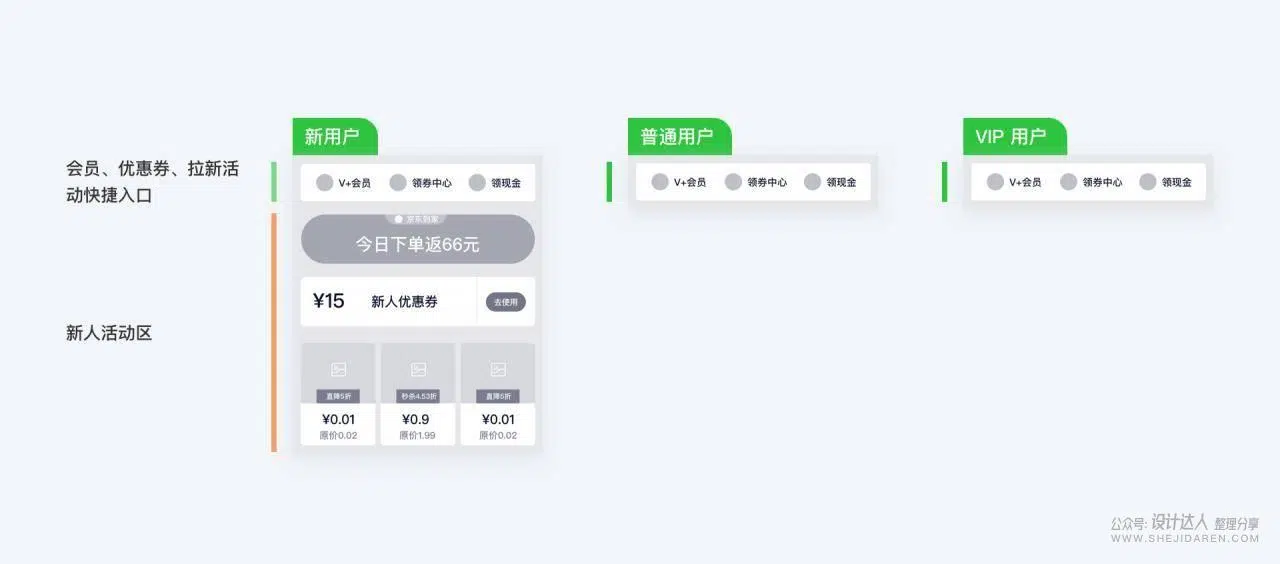 新用户
普通用户
VIP 用户
会员、优惠券、拉新活
动快捷入口
V+会员 领券中心 领现金
V+会员 领券中心 领现金
V+会员 领券中心 领现金
京东到家
今日下单返66元
¥15 新人优惠券 去使用
新人活动区
直降5折 秒杀4.53折 直降5折
¥0.01 ¥0.9 ¥0.01
原价0.02 原价1.99 原价0.02
公众号: 设计达人 整理分享
WWW.SHEJIDAREN.COM